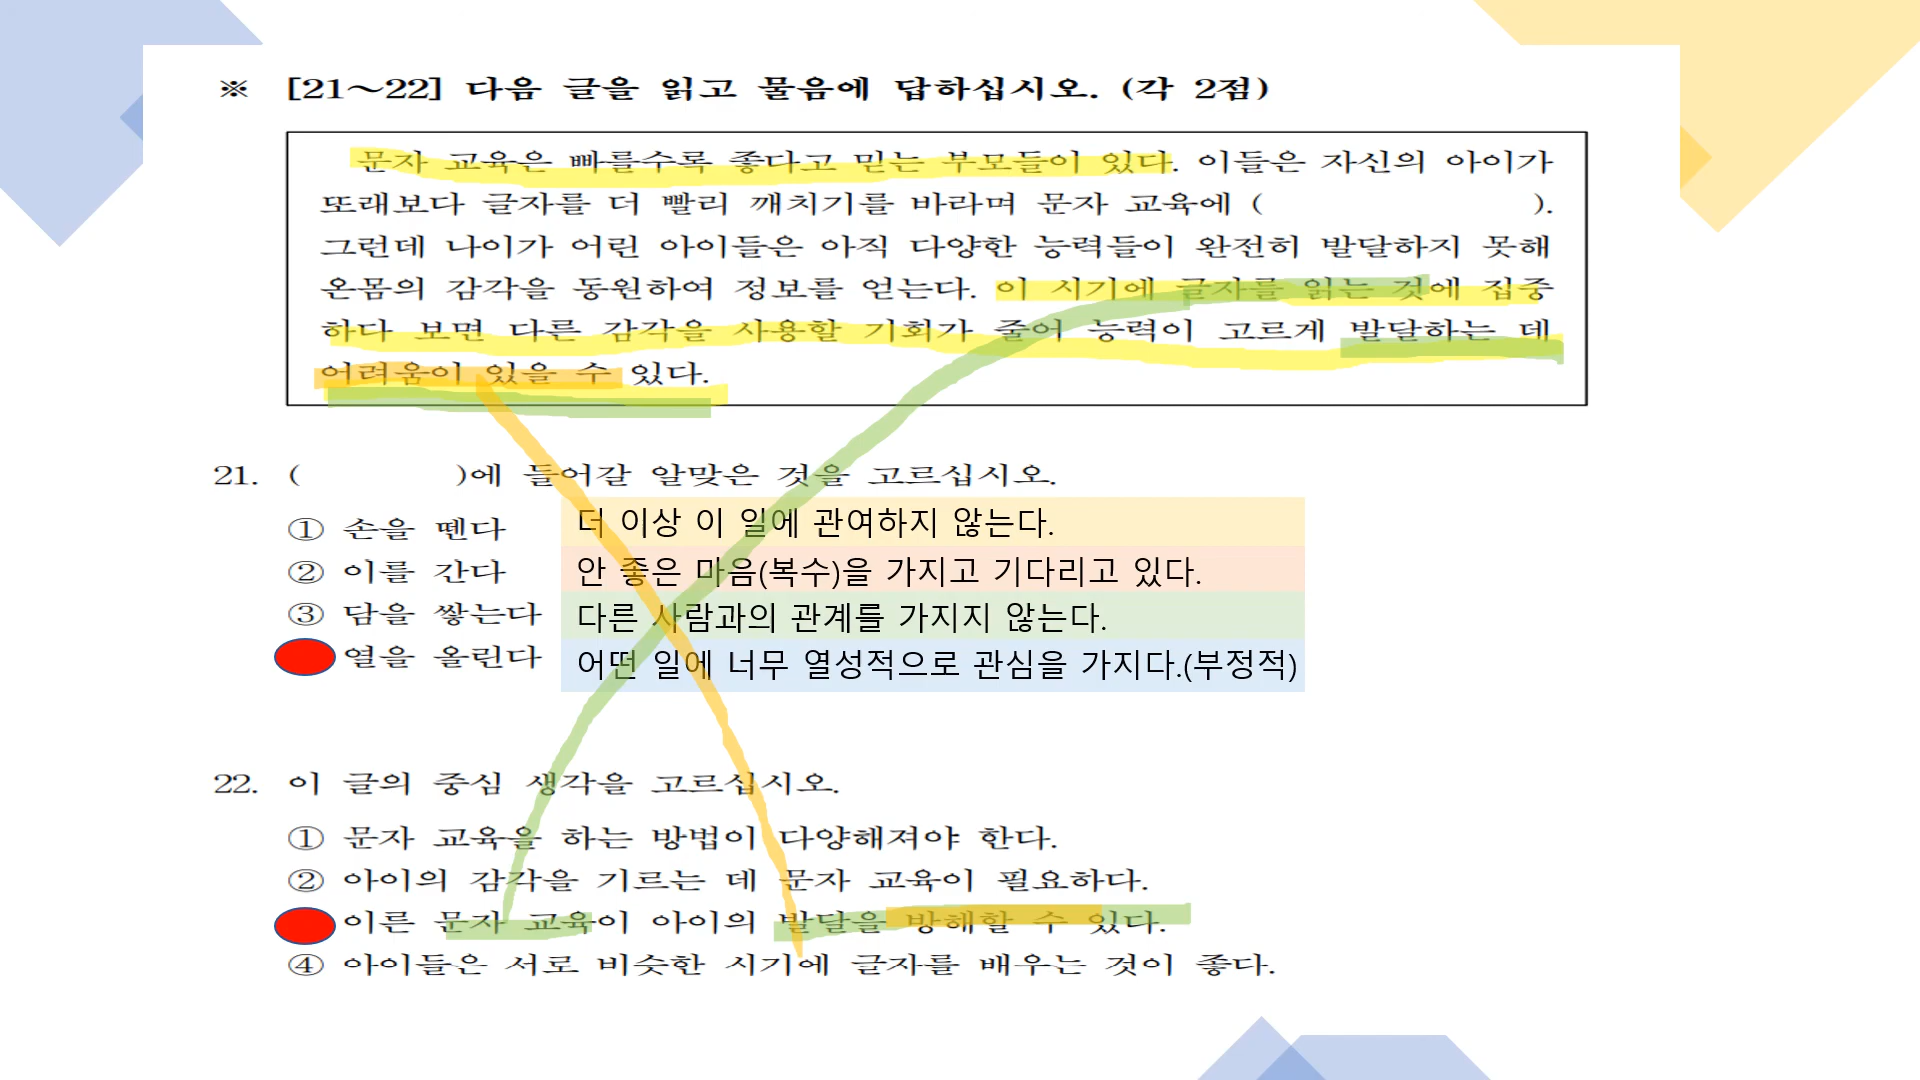 ※ [21～22] 다음 글을 읽고 물음에 답하십시오. (각 2점)
문자 교육은 빠를수록 좋다고 믿는 부모들이 있다. 이들은 자신의 아이가
또래보다 글자를 더 빨리 깨치기를 바라며 문자 교육에 ( ).
그런데 나이가 어린 아이들은 아직 다양한 능력들이 완전히 발달하지 못해
온몸의 감각을 동원하여 정보를 얻는다. 이 시기에 글자를 읽는 것에 집중
하다 보면 다른 감각을 사용할 기회가 줄어 능력이 고르게 발달하는 데
어려움이 있을 수 있다.
21. ( )에 들어갈 알맞은 것을 고르십시오.
① 손을 뗀다 더 이상 이 일에 관여하지 않는다.
② 이를 간다 안 좋은 마음(복수)을 가지고 기다리고 있다.
③ 담을 쌓는다 다른 사람과의 관계를 가지지 않는다.
열을 올린다 어떤 일에 너무 열성적으로 관심을 가지다.(부정적)
22. 이 글의 중심 생각을 고르십시오.
① 문자 교육을 하는 방법이 다양해져야 한다.
② 아이의 감각을 기르는 데 문자 교육이 필요하다.
이른 문자 교육이 아이의 발달을 방해할 수 있다.
④ 아이들은 서로 비슷한 시기에 글자를 배우는 것이 좋다.